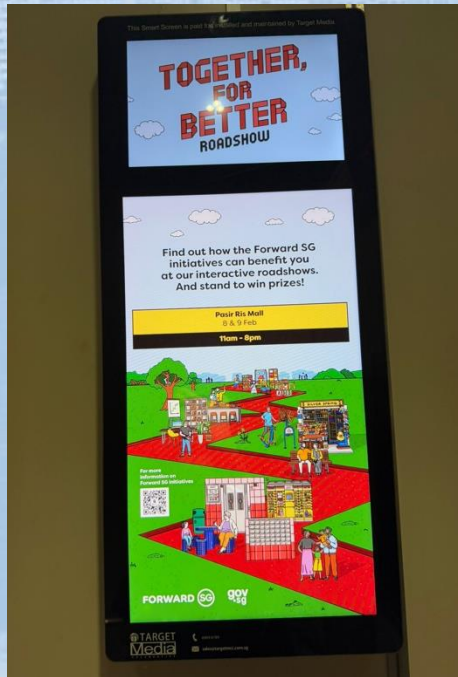 This Smart Screen is paid for, installed and maintained by Target Media
TOGETHER,
FOR
BETTER
ROADSHOW
Find out how the Forward SG
initiatives can benefit you
at our interactive roadshows.
And stand to win prizes!
Pasir Ris Mall
8 & 9 Feb
11am - 8pm
For more
information on
Forward SG initiatives
FORWARD SG
gov
sg
TARGET
Media